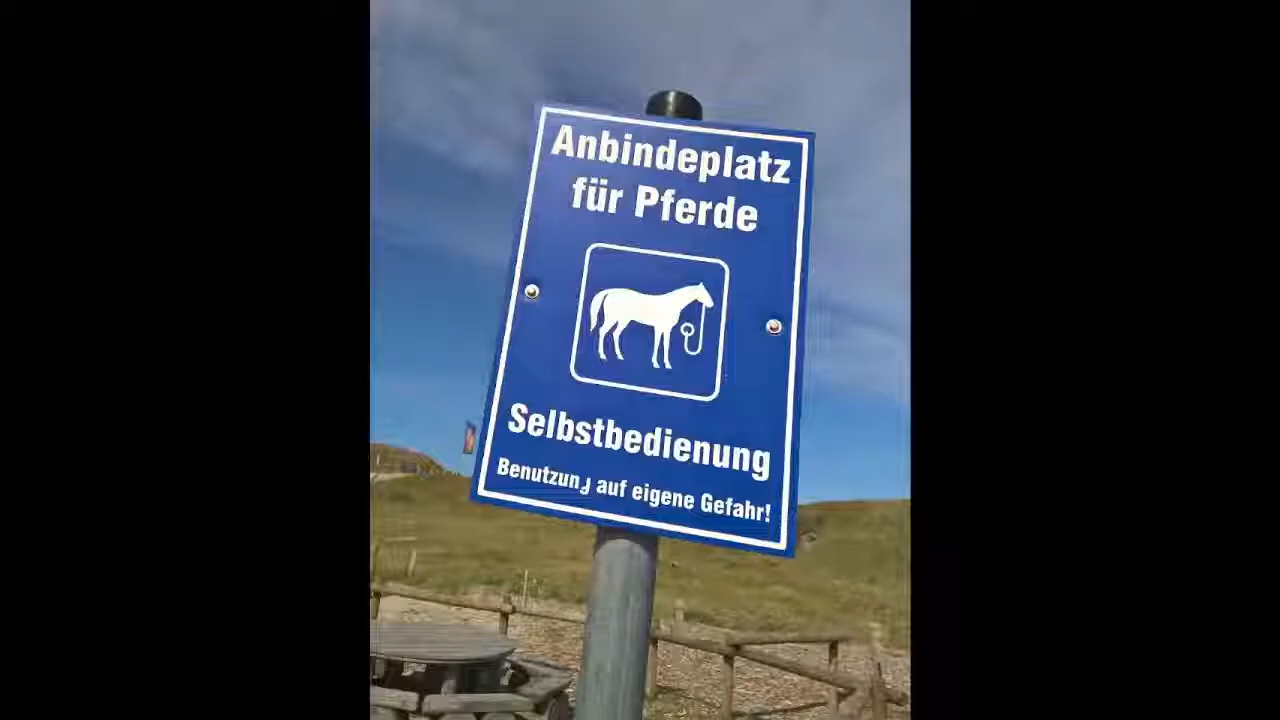 Anbindeplatz
für Pferde
Selbstbedienung
Benutzung auf eigene Gefahr!